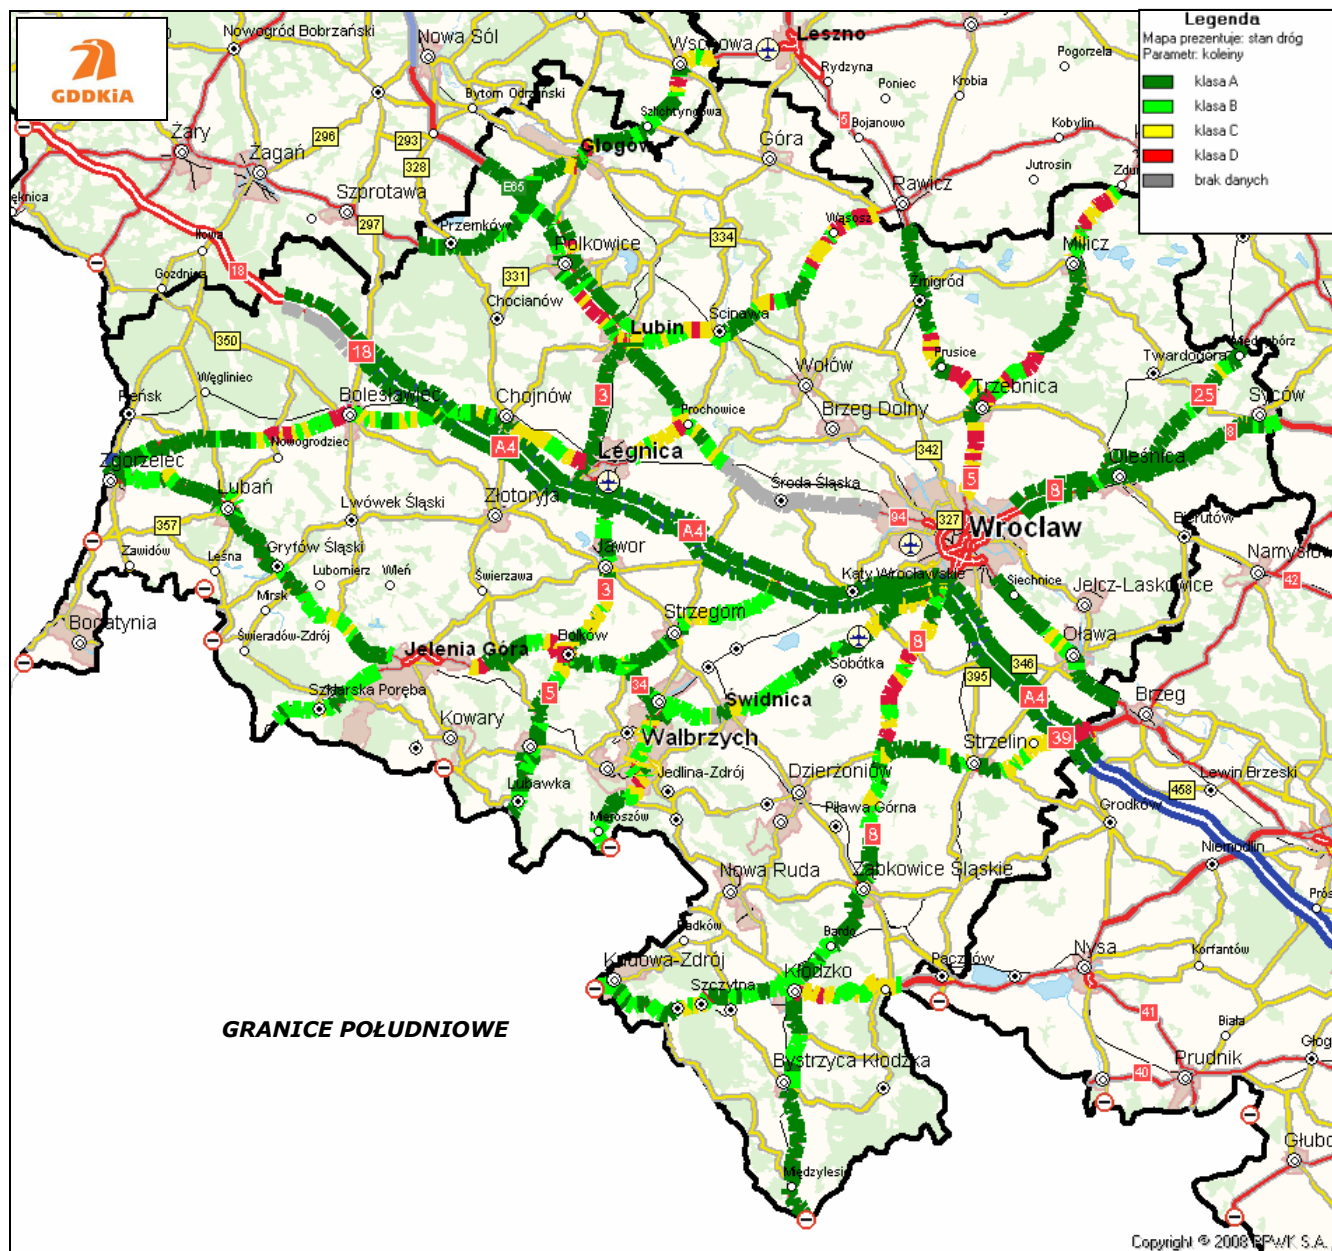 GDDKiA
Legenda
Mapa prezentuje: stan dróg
Parametr: koleiny
klasa A
klasa B
klasa C
klasa D
brak danych
Nowogród Bobrzański
Nowa Sól
Wschowa
Leszno
Pogorzela
Rydzyna
Poniec
Krobia
Bytom Odrzański
Szlichtyngowa
5
Bojanowo
Kobylin
296
293
Żary
Żagań
328
Głogów
Góra
Jutrosin
E65
Szprotawa
Rawicz
297
Przemków
Wąsosz
334
Iłowa
Polkowice
Milicz
18
Gozdnica
331
Chocianów
Żmigród
Ścinawa
Lubin
350
18
Prusice
Twardogóra
Międzybórz
Węgliniec
Wołów
Pieńsk
Bolesławiec
Chojnów
3
Trzebnica
25
Syców
Prochowice
Brzeg Dolny
8
Nowogrodziec
A4
Legnica
342
Zgorzelec
Oleśnica
5
8
Lubań
Lwówek Śląski
Złotoryja
Środa Śląska
94
327
Wrocław
357
A4
Bierutów
Zawidów
Leśna
Gryfów Śląski
Jawor
Namysłów
Lubomierz
Wleń
Świerzawa
Kąty Wrocławskie
Siechnice
Jelcz-Laskowice
42
Mirsk
3
Bogatynia
Świeradów-Zdrój
Strzegom
8
Oława
Jelenia Góra
Bolków
Sobótka
346
395
Szklarska Poręba
5
34
Świdnica
A4
Brzeg
Kowary
Wałbrzych
Strzelin
39
Jedlina-Zdrój
Dzierżoniów
Lewin Brzeski
Lubawka
458
Mieroszów
Piława Górna
Grodków
8
Niemodlin
Nowa Ruda
Ząbkowice Śląskie...
Bardo
Kudowa-Zdrój
Paczków
Nysa
Korfantów
Szczytna
Kłodzko
41
Biała
GRANICE POŁUDNIOWE
Bystrzyca Kłodzka
40
Prudnik
Międzylesie
Copyright © 2008 PPWK S.A.